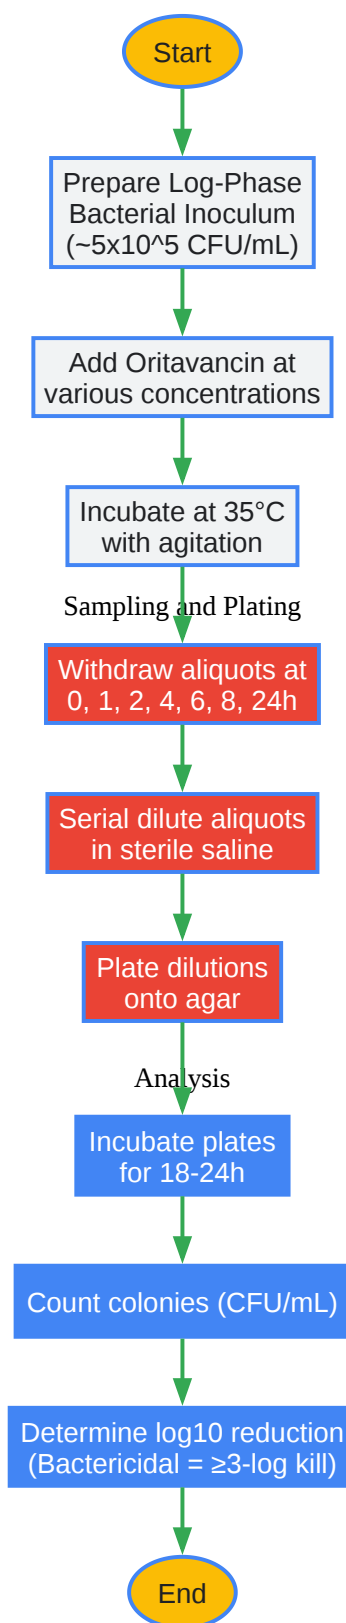 Start
Prepare Log-Phase
Bacterial Inoculum
(~5x10^5 CFU/mL)
Add Oritavancin at
various concentrations
Incubate at 35°C
with agitation
Sampling and Plating
Withdraw aliquots at
0, 1, 2, 4, 6, 8, 24h
Serial dilute aliquots
in sterile saline
Plate dilutions
onto agar
Analysis
Incubate plates
for 18-24h
Count colonies (CFU/mL)
Determine log10 reduction
(Bactericidal = ≥3-log kill)
End